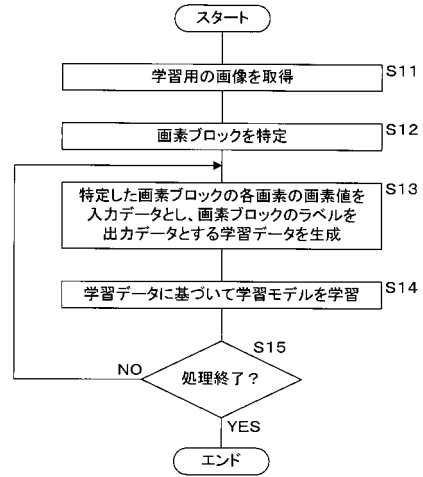 スタート
学習用の画像を取得
S11
画素ブロックを特定
S12
特定した画素ブロックの各画素の画素値を
入力データとし、画素ブロックのラベルを
出力データとする学習データを生成
S13
学習データに基づいて学習モデルを学習
S14
S15
処理終了？
NO
YES
エンド